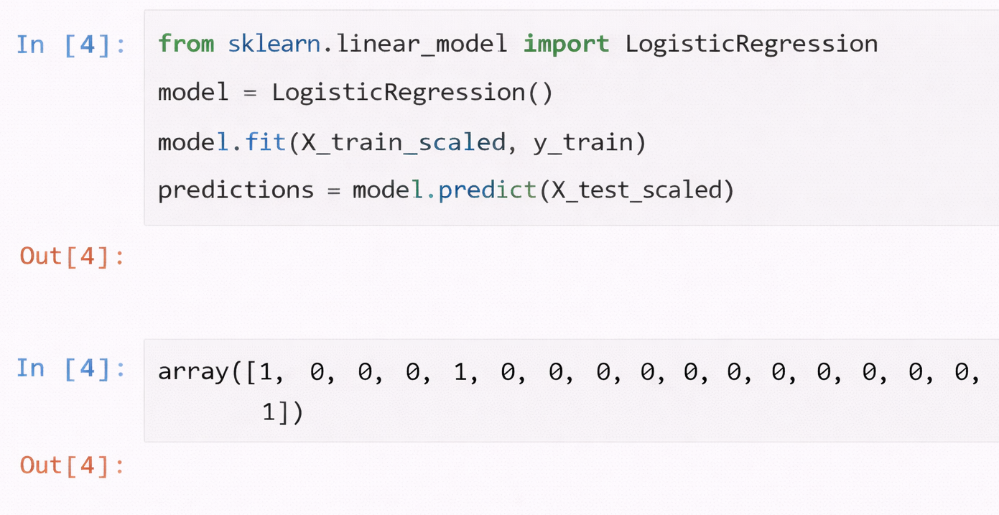 In [4]: from sklearn.linear_model import LogisticRegression
model = LogisticRegression()
model.fit(X_train_scaled, y_train)
predictions = model.predict(X_test_scaled)
Out[4]:
In [4]: array([1, 0, 0, 0, 1, 0, 0, 0, 0, 0, 0, 0, 0, 0, 0, 0,
1])
Out[4]: